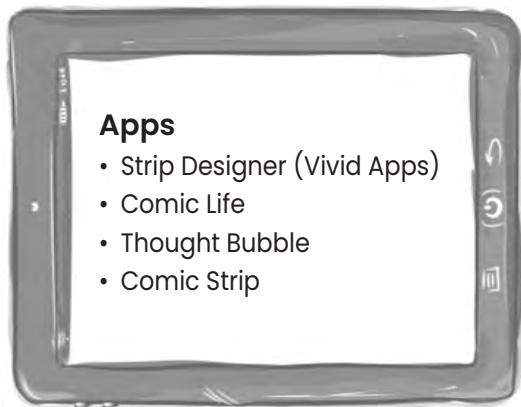 Apps
• Strip Designer (Vivid Apps)
• Comic Life
• Thought Bubble
• Comic Strip